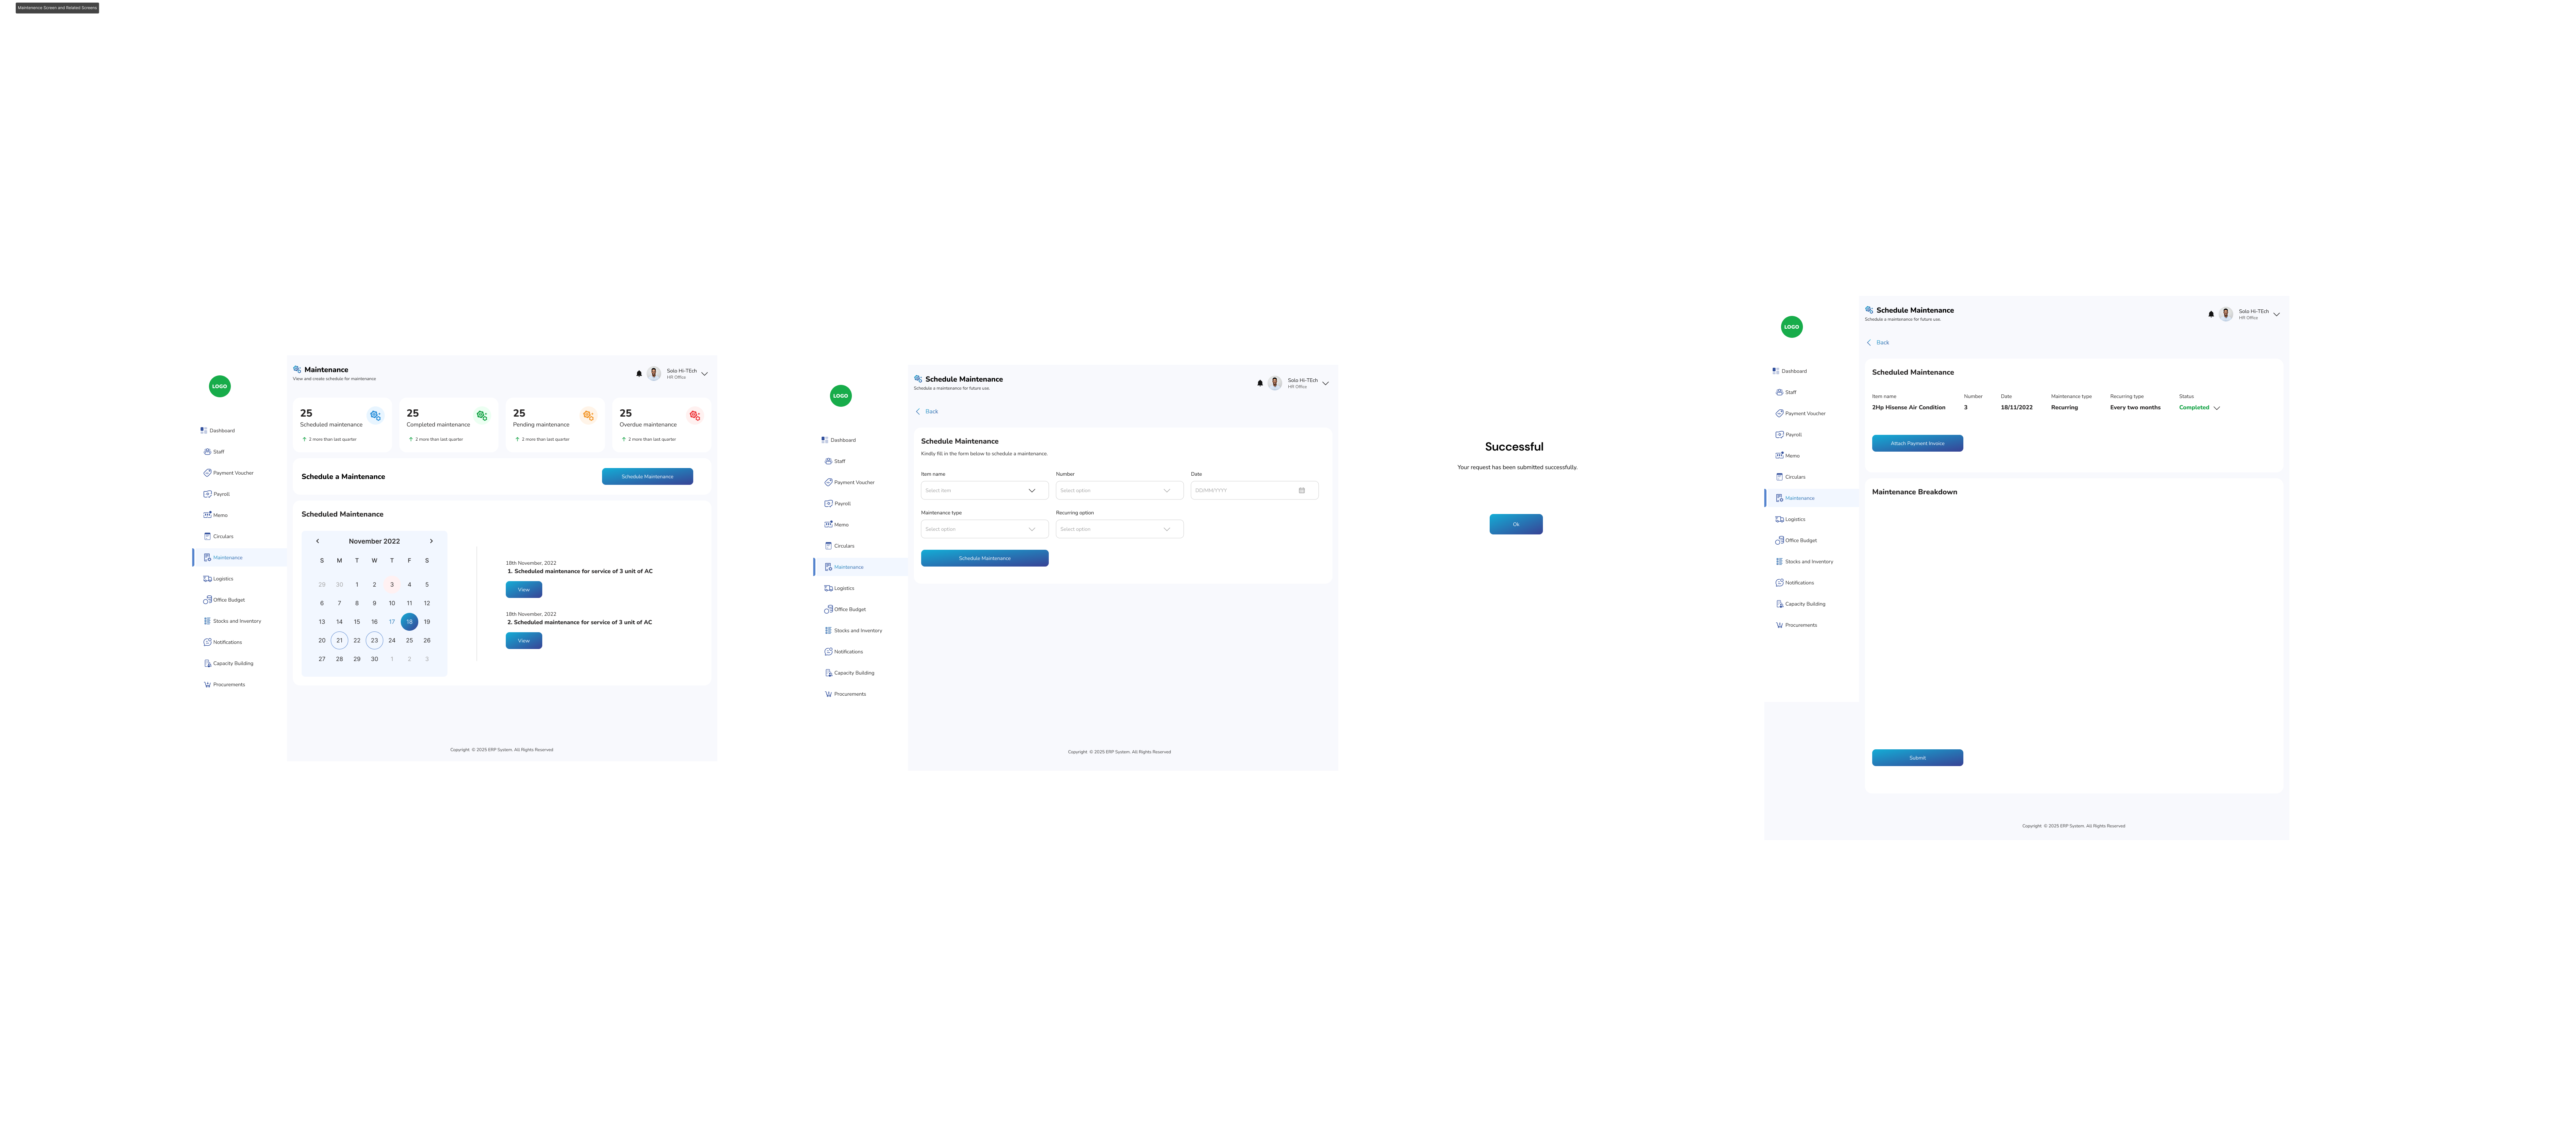 Maintenance Screen and Related Screens
LOGO
Dashboard
Staff
Payment Voucher
Payroll
Memo
Circulars
Maintenance
Logistics
Office Budget
Stocks and Inventory
Notifications
Capacity Building
Procurements
Maintenance
View and create schedule for maintenance
Solo Hi-TEch
HR Office
25
Scheduled maintenance
2 more than last quarter
25
Completed maintenance
2 more than last quarter
25
Pending maintenance
2 more than last quarter
25
Overdue maintenance
2 more than last quarter
Schedule a Maintenance
Schedule Maintenance
Scheduled Maintenance
November 2022
S M T W T F S
29 30 1 2 3 4 5
6 7 8 9 10 11 12
13 14 15 16 17 18 19
20 21 22 23 24 25 26
27 28 29 30 1 2 3
18th November, 2022
1. Scheduled maintenance for service of 3 unit of AC
View
18th November, 2022
2. Scheduled maintenance for service of 3 unit of AC
View
Copyright © 2025 ERP System. All Rights Reserved
LOGO
Dashboard
Staff
Payment Voucher
Payroll
Memo
Circulars
Maintenance
Logistics
Office Budget
Stocks and Inventory
Notifications
Capacity Building
Procurements
Schedule Maintenance
Schedule a maintenance for future use.
Solo Hi-TEch
HR Office
Back
Schedule Maintenance
Kindly fill in the form below to schedule a maintenance.
Item name Number Date
Select item Select option DD/MM/YYYY
Maintenance type Recurring option
Select option Select option
Schedule Maintenance
Copyright © 2025 ERP System. All Rights Reserved
Successful
Your request has been submitted successfully.
Ok
LOGO
Dashboard
Staff
Payment Voucher
Payroll
Memo
Circulars
Maintenance
Logistics
Office Budget
Stocks and Inventory
Notifications
Capacity Building
Procurements
Schedule Maintenance
Schedule a maintenance for future use.
Solo Hi-TEch
HR Office
Back
Scheduled Maintenance
Item name Number Date Maintenance type Recurring type Status
2Hp Hisense Air Condition 3 18/11/2022 Recurring Every two months Completed
Attach Payment Invoice
Maintenance Breakdown
Submit
Copyright © 2025 ERP System. All Rights Reserved